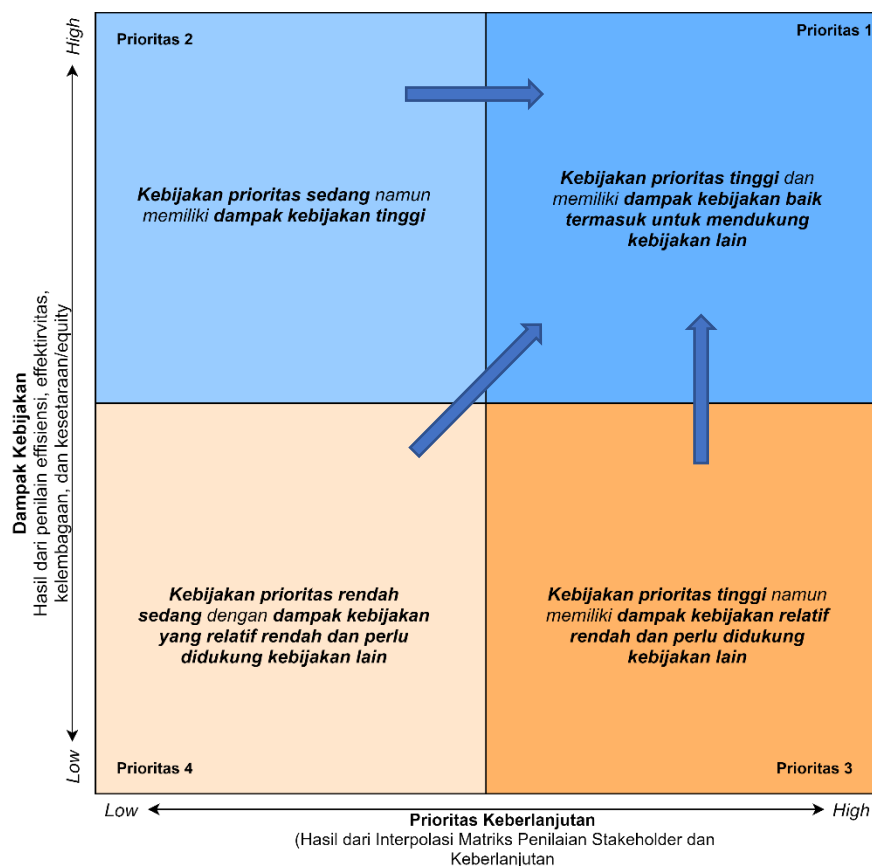 High
Prioritas 2
Prioritas 1
Kebijakan prioritas sedang namun
memiliki dampak kebijakan tinggi
Kebijakan prioritas tinggi dan
memiliki dampak kebijakan baik
termasuk untuk mendukung
kebijakan lain
Dampak Kebijakan
Hasil dari penilain effisiensi, effektirvitas,
kelembagaan, dan kesetaraan/equity
Kebijakan prioritas rendah
sedang dengan dampak kebijakan
yang relatif rendah dan perlu
didukung kebijakan lain
Kebijakan prioritas tinggi namun
memiliki dampak kebijakan relatif
rendah dan perlu didukung
kebijakan lain
Low
Prioritas 4
Prioritas 3
Low
High
Prioritas Keberlanjutan
(Hasil dari Interpolasi Matriks Penilaian Stakeholder dan
Keberlanjutan